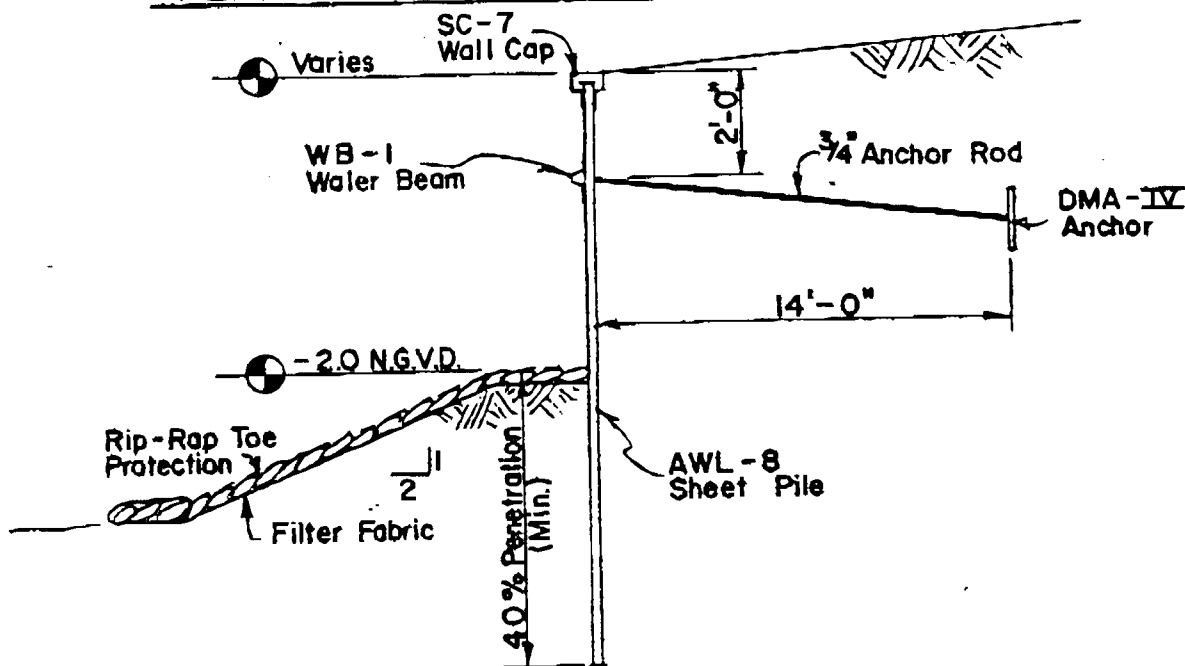 SC-7
Wall Cap
Varies
2'-0"
WB-1
Waler Beam
3/4" Anchor Rod
DMA-IV
Anchor
14'-0"
-2.0 N.G.V.D.
Rip-Rap Toe
Protection
1
2
Filter Fabric
40% Penetration
(Min.)
AWL-8
Sheet Pile